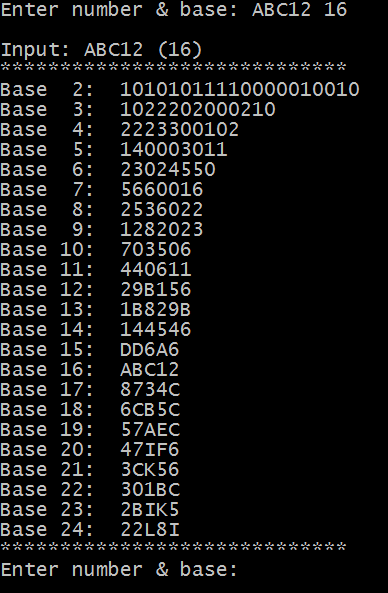 Enter number & base: ABC12 16
Input: ABC12 (16)
*****************************
Base  2:  10101011110000010010
Base  3:  1022202000210
Base  4:  2223300102
Base  5:  140003011
Base  6:  23024550
Base  7:  5660016
Base  8:  2536022
Base  9:  1282023
Base 10:  703506
Base 11:  440611
Base 12:  29B156
Base 13:  1B829B
Base 14:  144546
Base 15:  DD6A6
Base 16:  ABC12
Base 17:  8734C
Base 18:  6CB5C
Base 19:  57AEC
Base 20:  47IF6
Base 21:  3CK56
Base 22:  301BC
Base 23:  2BIK5
Base 24:  22L8I
*****************************
Enter number & base: